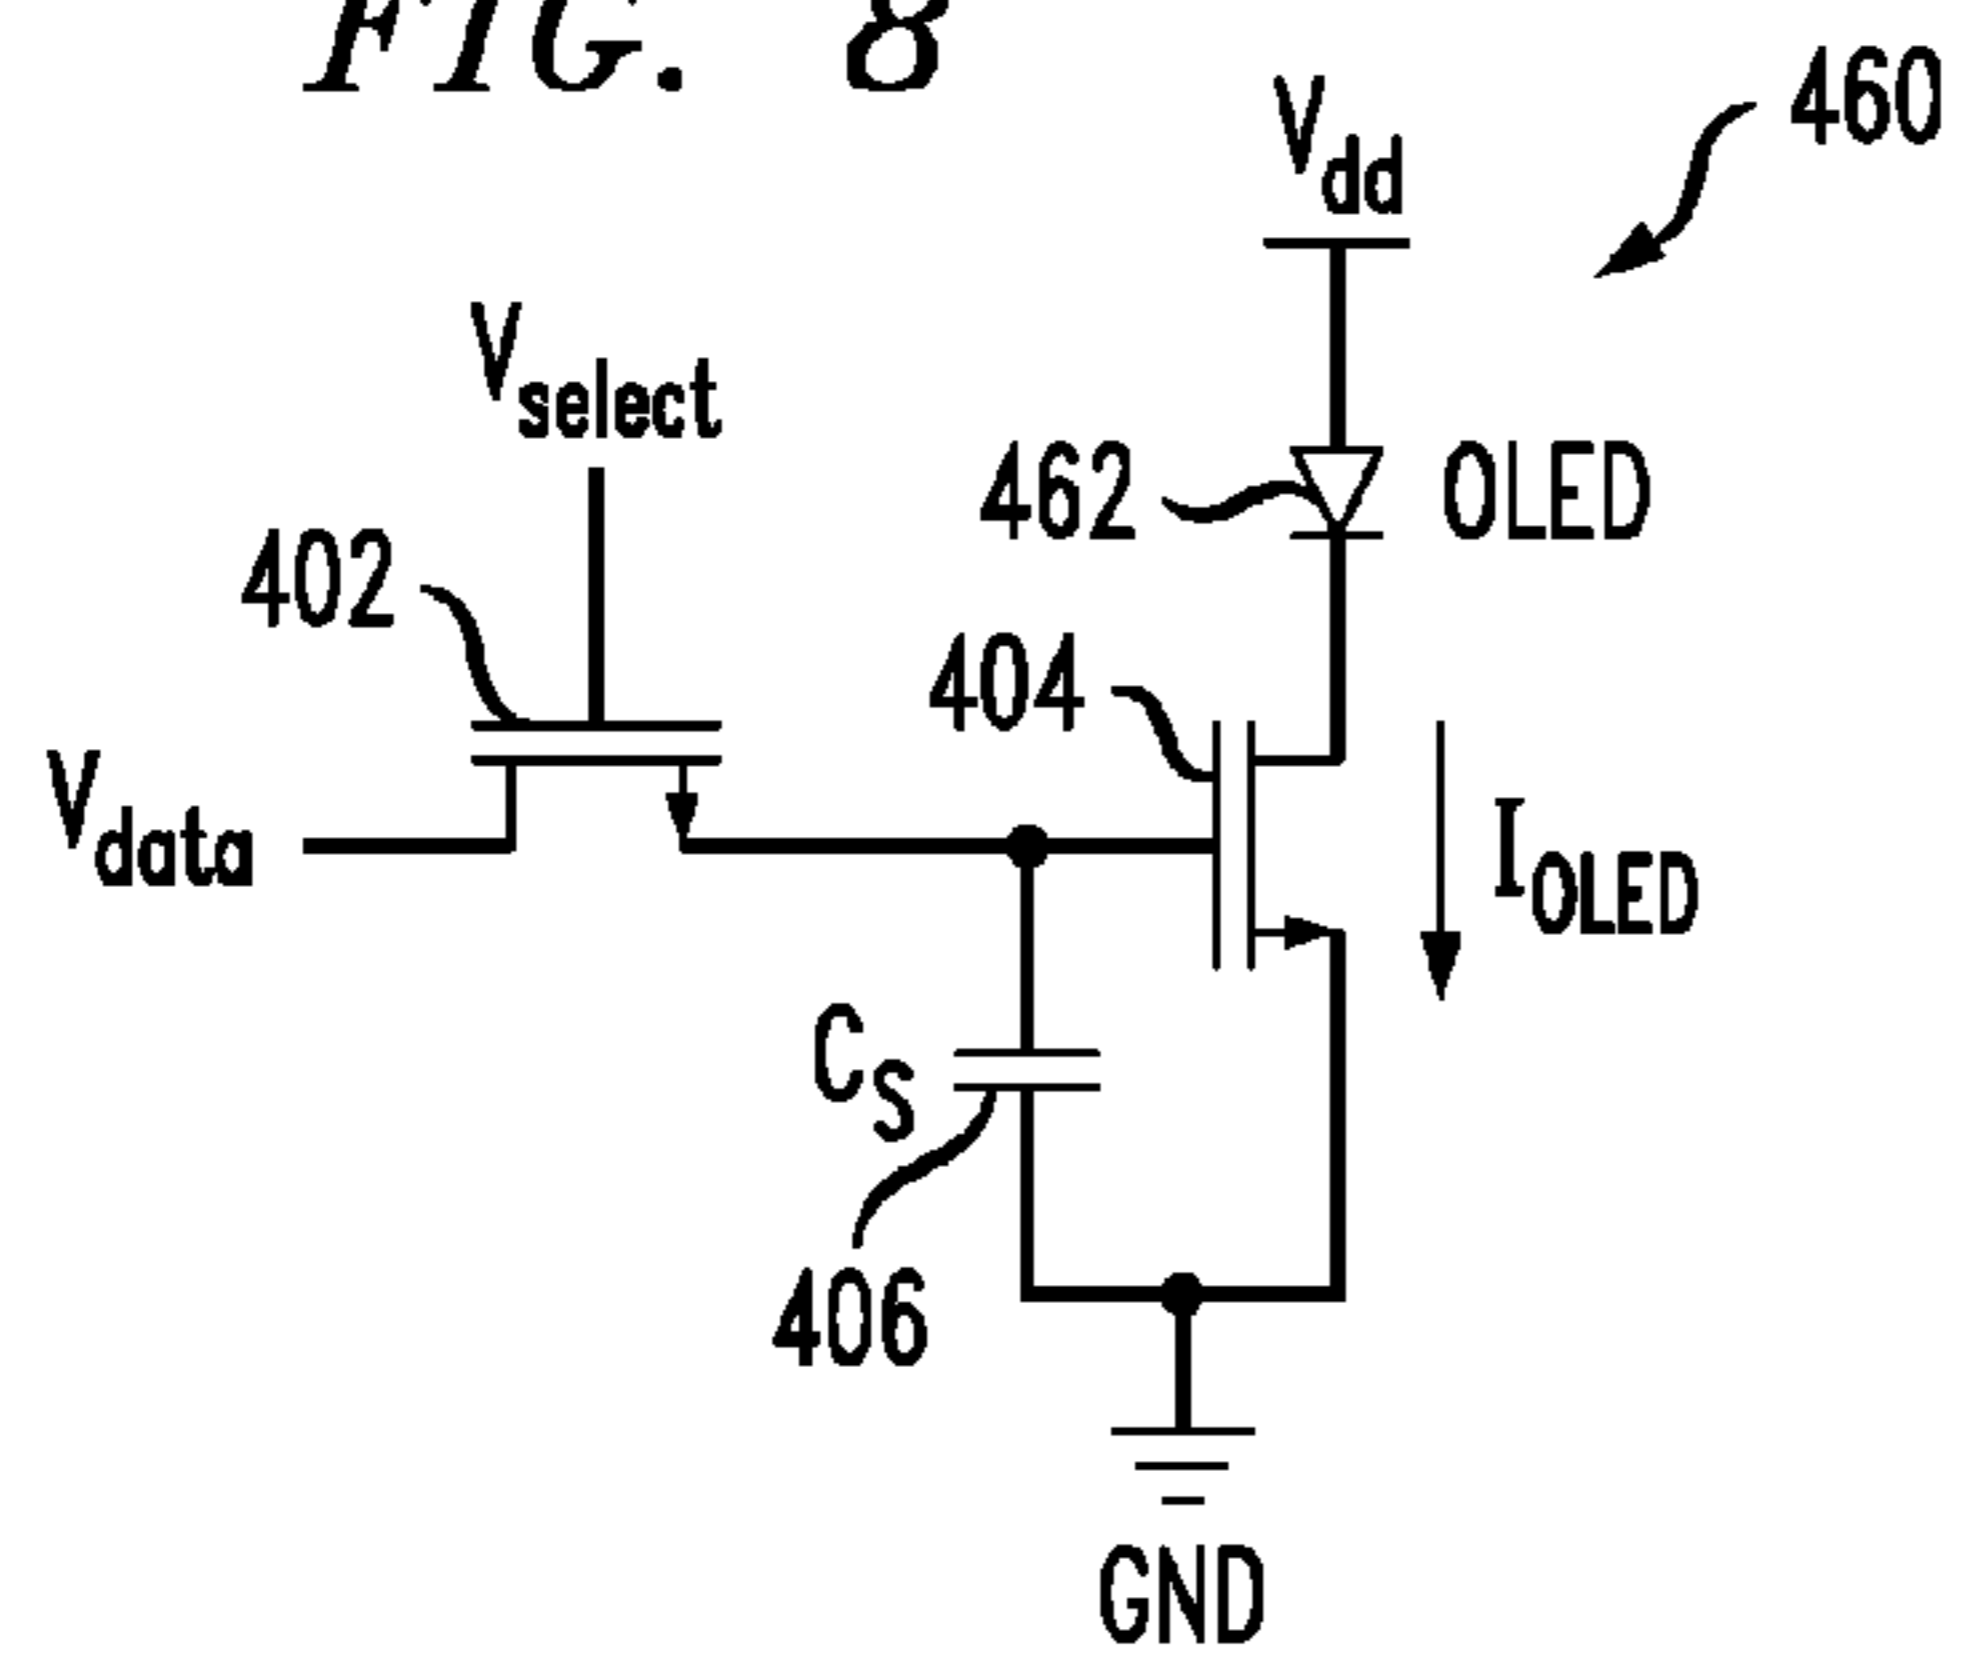 FIG. 8
460
Vdd
Vselect
462
OLED
402
404
Vdata
IOLED
CS
406
GND